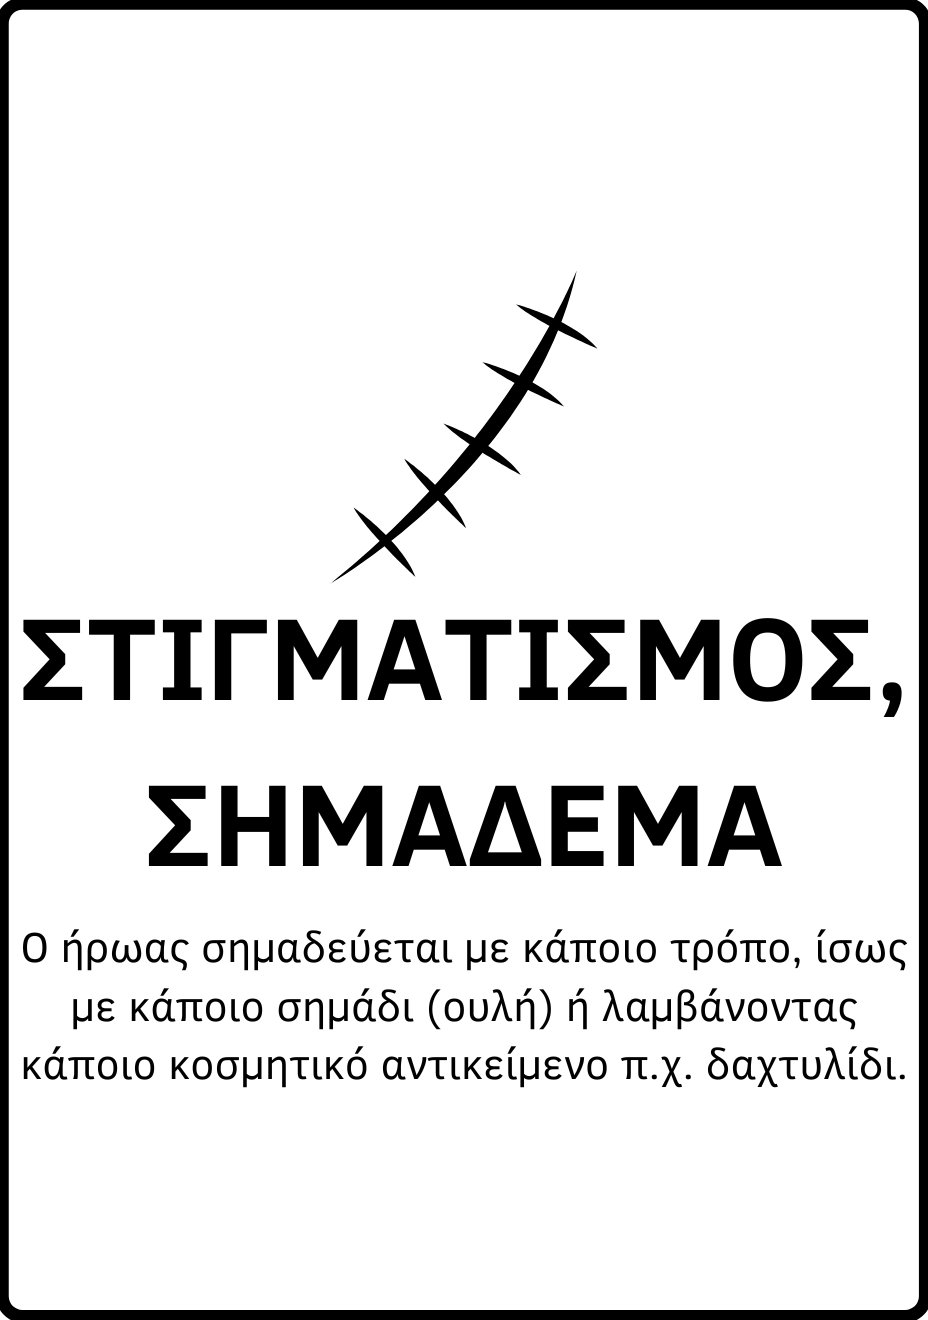 ΣΤΙΓΜΑΤΙΣΜΟΣ,
ΣΗΜΑΔΕΜΑ
Ο ήρωας σημαδεύεται με κάποιο τρόπο, ίσως
με κάποιο σημάδι (ουλή) ή λαμβάνοντας
κάποιο κοσμητικό αντικείμενο π.χ. δαχτυλίδι.